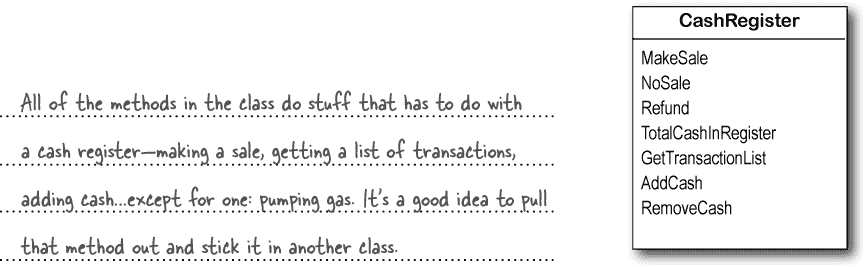 All of the methods in the class do stuff that has to do with
a cash register—making a sale, getting a list of transactions,
adding cash...except for one: pumping gas. It's a good idea to pull
that method out and stick it in another class.
CashRegister
MakeSale
NoSale
Refund
TotalCashInRegister
GetTransactionList
AddCash
RemoveCash